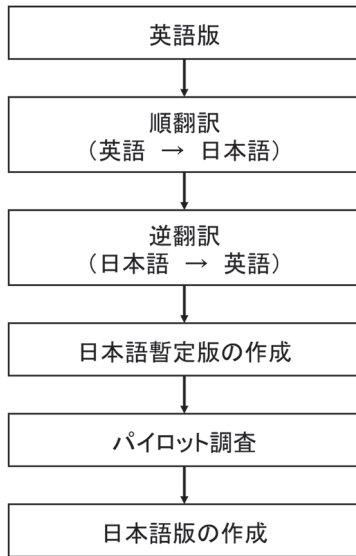 英語版
順翻訳
（英語 → 日本語）
逆翻訳
（日本語 → 英語）
日本語暫定版の作成
パイロット調査
日本語版の作成